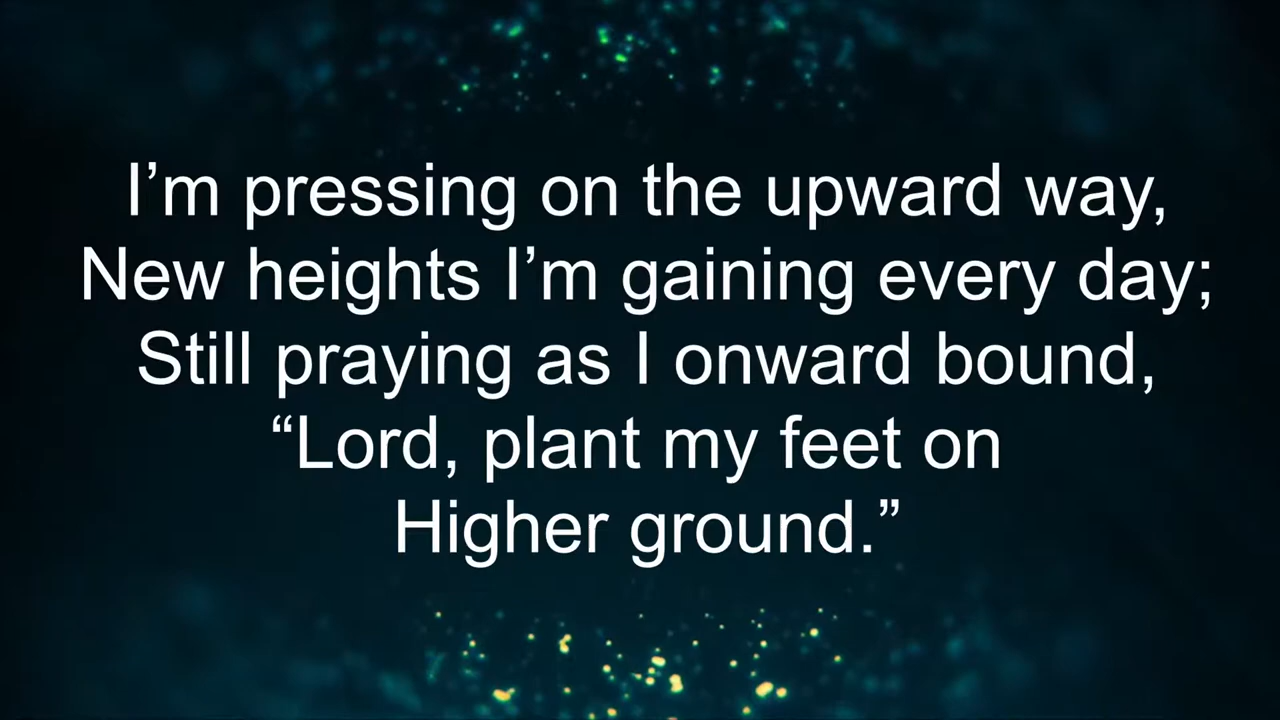 I’m pressing on the upward way,
New heights I’m gaining every day;
Still praying as I onward bound,
“Lord, plant my feet on
Higher ground.”